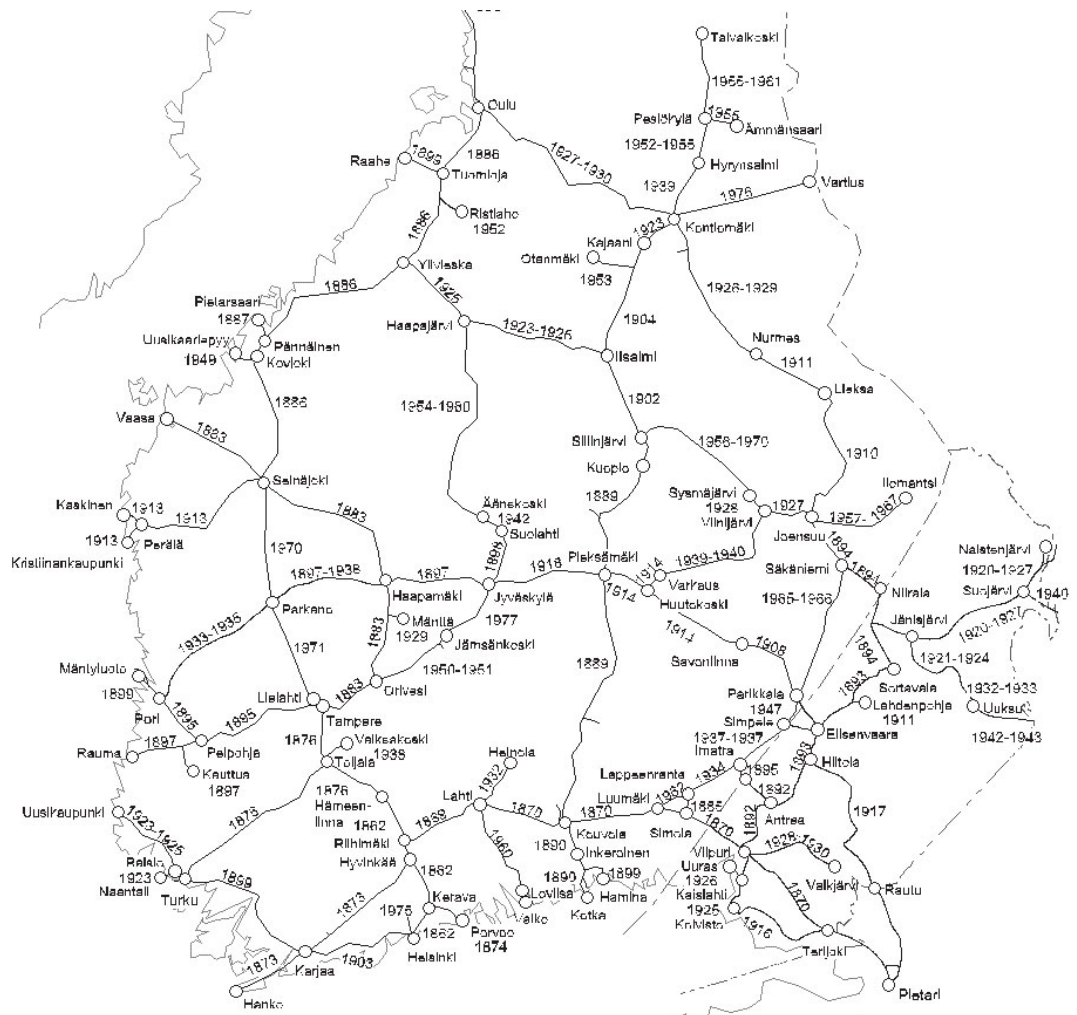 Taivalkoski
1955-1961
Oulu
Pesiökylä
1955
Ämmänsaari
1952-1955
Raahe
1899
1886
Tuomioja
1927-1930
Hyrynsalmi
1939
1976
Vartius
Ristiaho
1952
1886
Kontiomäki
1923
Kajaani
Otanmäki
1953
Ylivieska
1886
1925
1926-1929
Pietarsaari
1887
Haapajärvi
1923-1925
1904
Uusikaarlepyy
1949
Pännäinen
Kovjoki
Iisalmi
Nurmes
1911
Lieksa
1886
1954-1960
1902
Vaasa
1883
Siilinjärvi
1968-1970
Kuopio
1910
Seinäjoki
1889
Sysmäjärvi
1928
Viinijärvi
1927
Ilomantsi
1957-1967
Joensuu
Kaskinen
1913
1913
1913
Perälä
Kristiinankaupunki
1883
Äänekoski
1942
Suolahti
1898
1970
1897-1938
Haapamäki
1897
Jyväskylä
1918
Pieksämäki
1914
1914
1939-1940
Varkaus
Huutokoski
1894
Säkäniemi
1894
Niirala
1965-1966
Naistenjärvi
1920-1927
Suojärvi
1940
Parkano
1933-1938
1971
1883
Mänttä
1929
1977
Jämsänkoski
1950-1951
1914
1908
Savonlinna
Jänisjärvi
1920-1927
1894
1921-1924
Mäntyluoto
1899
Pori
1895
1895
Lielahti
1883
Orivesi
1889
Parikkala
1947
1893
Sortavala
Lahdenpohja
1911
1932-1933
Uuksu
1942-1943
Tampere
1876
Valkeakoski
1938
Simpele
1937-1937
Imatra
Elisenvaara
1893
Rauma
1897
Peipohja
Kauttua
1897
Toijala
1876
Heinola
1932
Lappeenranta
1934
1895
Hiitola
Uusikaupunki
1923-1925
1876
Hämeen-
linna
1862
Lahti
1869
1870
1870
Luumäki
1962
1885
Simola
1892
Antrea
1917
Riihimäki
Hyvinkää
Kouvola
1890
Inkeroinen
1870
1892
1928-1930
Viipuri
Raisio
1923
Naantali
Turku
1899
1873
1862
1960
Loviisa
Valko
1890
1899
Hamina
Kotka
Uuras
1926
Kaislahti
1925
Koivisto
Valkjärvi
1870
Rautu
1975
Kerava
Porvoo
1874
1862
Helsinki
1916
Terijoki
1873
Karjaa
1903
Hanko
Pietari